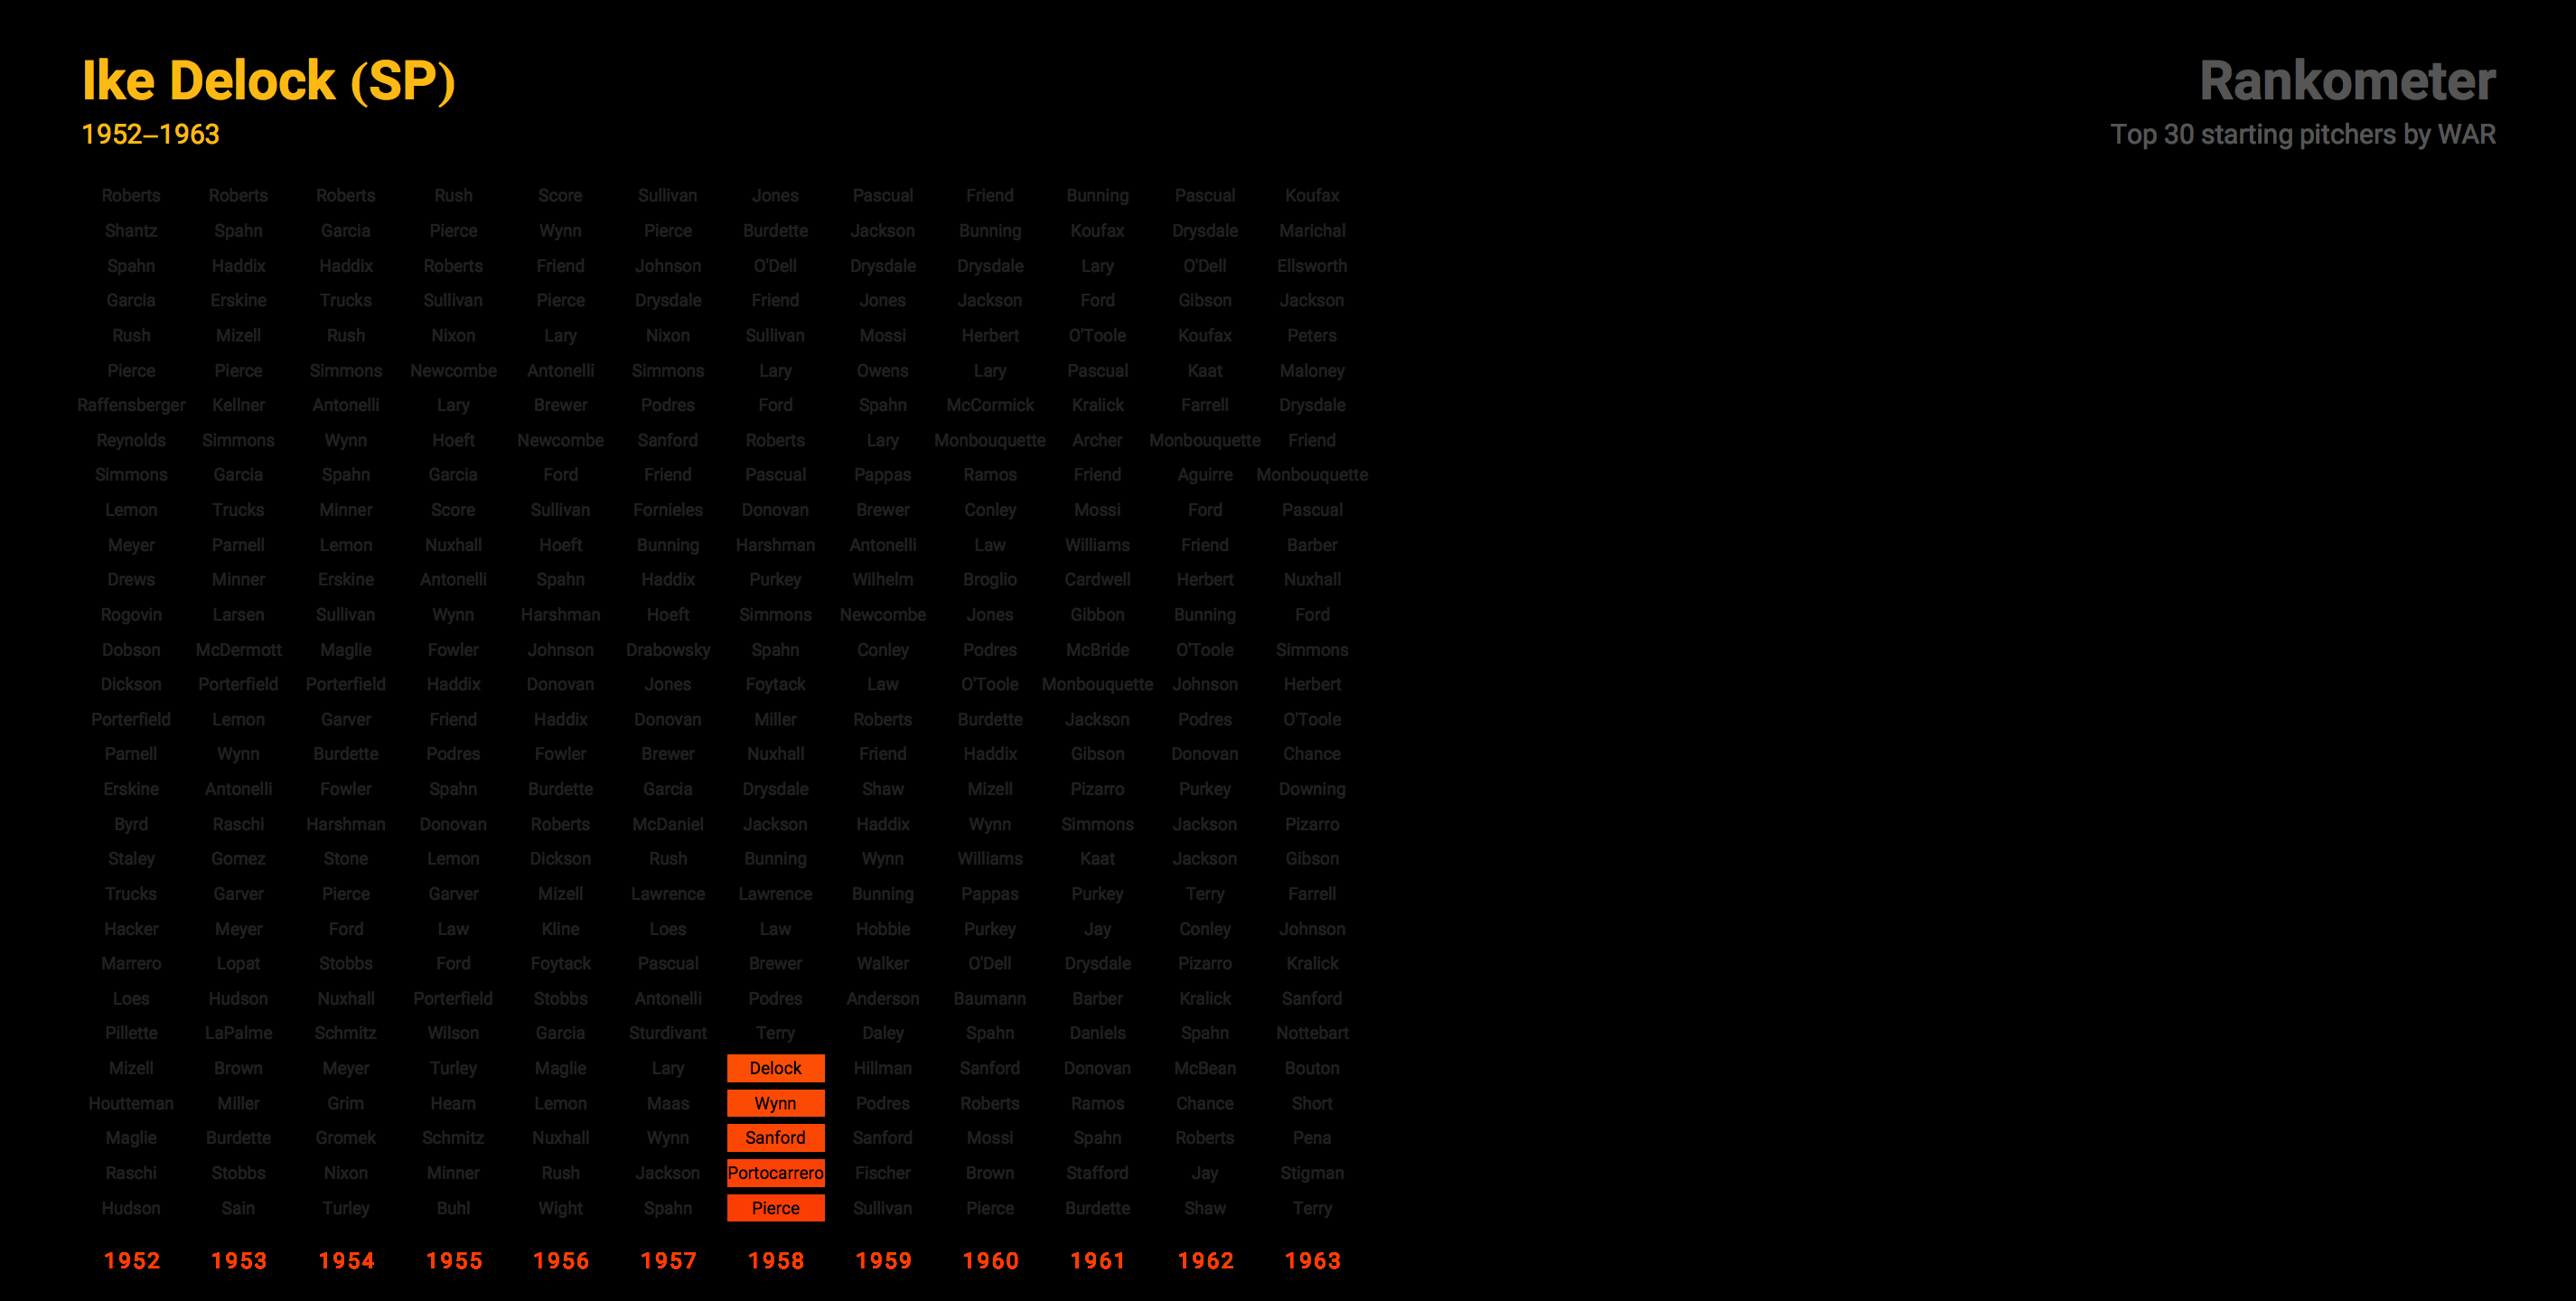 Ike Delock (SP)
1952–1963
Rankometer
Top 30 starting pitchers by WAR
Roberts Roberts Roberts Rush Score Sullivan Jones Pascual Friend Bunning Pascual Koufax
Shantz Spahn Garcia Pierce Wynn Pierce Burdette Jackson Bunning Koufax Drysdale Marichal
Spahn Haddix Haddix Roberts Friend Johnson O'Dell Drysdale Drysdale Lary O'Dell Ellsworth
Garcia Erskine Trucks Sullivan Pierce Drysdale Friend Jones Jackson Ford Gibson Jackson
Rush Mizell Rush Nixon Lary Nixon Sullivan Mossi Herbert O'Toole Koufax Peters
Pierce Pierce Simmons Newcombe Antonelli Simmons Lary Owens Lary Pascual Kaat Maloney
Raffensberger Kellner Antonelli Lary Brewer Podres Ford Spahn McCormick Kralick Farrell Drysdale
Reynolds Simmons Wynn Hoeft Newcombe Sanford Roberts Lary Monbouquette Archer Monbouquette Friend
Simmons Garcia Spahn Garcia Ford Friend Pascual Pappas Ramos Friend Aguirre Monbouquette
Lemon Trucks Minner Score Sullivan Fornieles Donovan Brewer Conley Mossi Ford Pascual
Meyer Parnell Lemon Nuxhall Hoeft Bunning Harshman Antonelli Law Williams Friend Barber
Drews Minner Erskine Antonelli Spahn Haddix Purkey Wilhelm Broglio Cardwell Herbert Nuxhall
Rogovin Larsen Sullivan Wynn Harshman Hoeft Simmons Newcombe Jones Gibbon Bunning Ford
Dobson McDermott Maglie Fowler Johnson Drabowsky Spahn Conley Podres McBride O'Toole Simmons
Dickson Porterfield Porterfield Haddix Donovan Jones Foytack Law O'Toole Monbouquette Johnson Herbert
Porterfield Lemon Garver Friend Haddix Donovan Miller Roberts Burdette Jackson Podres O'Toole
Parnell Wynn Burdette Podres Fowler Brewer Nuxhall Friend Haddix Gibson Donovan Chance
Erskine Antonelli Fowler Spahn Burdette Garcia Drysdale Shaw Mizell Pizarro Purkey Downing
Byrd Raschi Harshman Donovan Roberts McDaniel Jackson Haddix Wynn Simmons Jackson Pizarro
Staley Gomez Stone Lemon Dickson Rush Bunning Wynn Williams Kaat Jackson Gibson
Trucks Garver Pierce Garver Mizell Lawrence Lawrence Bunning Pappas Purkey Terry Farrell
Hacker Meyer Ford Law Kline Loes Law Hobbie Purkey Jay Conley Johnson
Marrero Lopat Stobbs Ford Foytack Pascual Brewer Walker O'Dell Drysdale Pizarro Kralick
Loes Hudson Nuxhall Porterfield Stobbs Antonelli Podres Anderson Baumann Barber Kralick Sanford
Pillette LaPalme Schmitz Wilson Garcia Sturdivant Terry Daley Spahn Daniels Spahn Nottebart
Mizell Brown Meyer Turley Maglie Lary Delock Hillman Sanford Donovan McBean Bouton
Houtteman Miller Grim Hearn Lemon Maas Wynn Podres Roberts Ramos Chance Short
Maglie Burdette Gromek Schmitz Nuxhall Wynn Sanford Sanford Mossi Spahn Roberts Pena
Raschi Stobbs Nixon Minner Rush Jackson Portocarrero Fischer Brown Stafford Jay Stigman
Hudson Sain Turley Buhl Wight Spahn Pierce Sullivan Pierce Burdette Shaw Terry
1952 1953 1954 1955 1956 1957 1958 1959 1960 1961 1962 1963